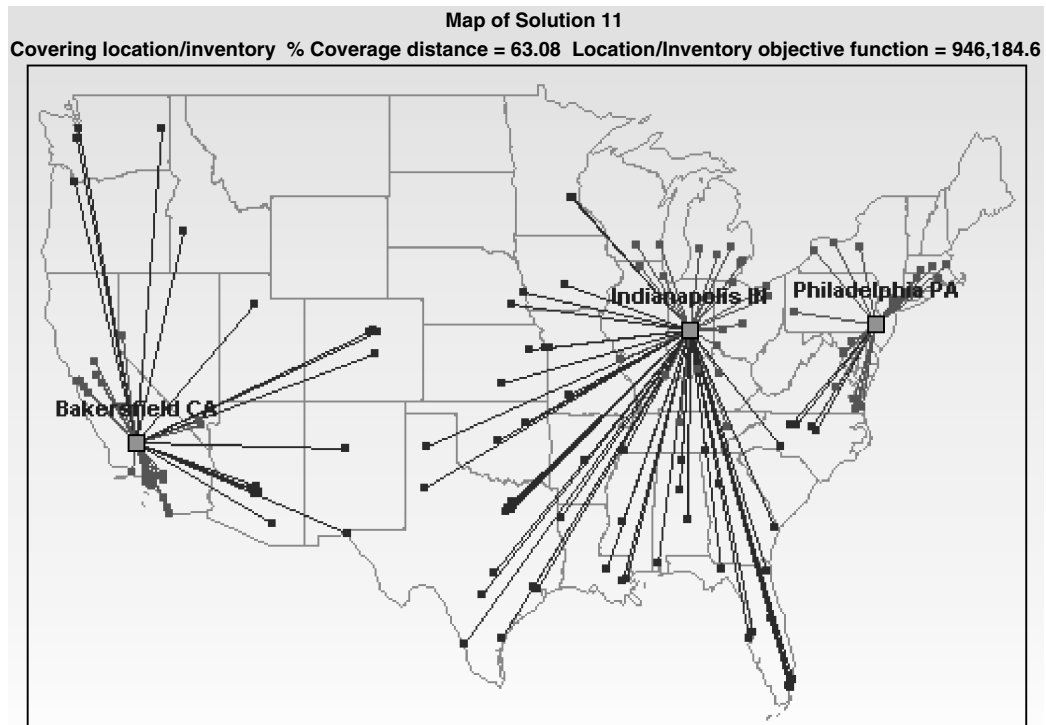 Map of Solution 11
Covering location/inventory % Coverage distance = 63.08 Location/Inventory objective function = 946,184.6
Indianapolis IN
Philadelphia PA
Bakersfield CA